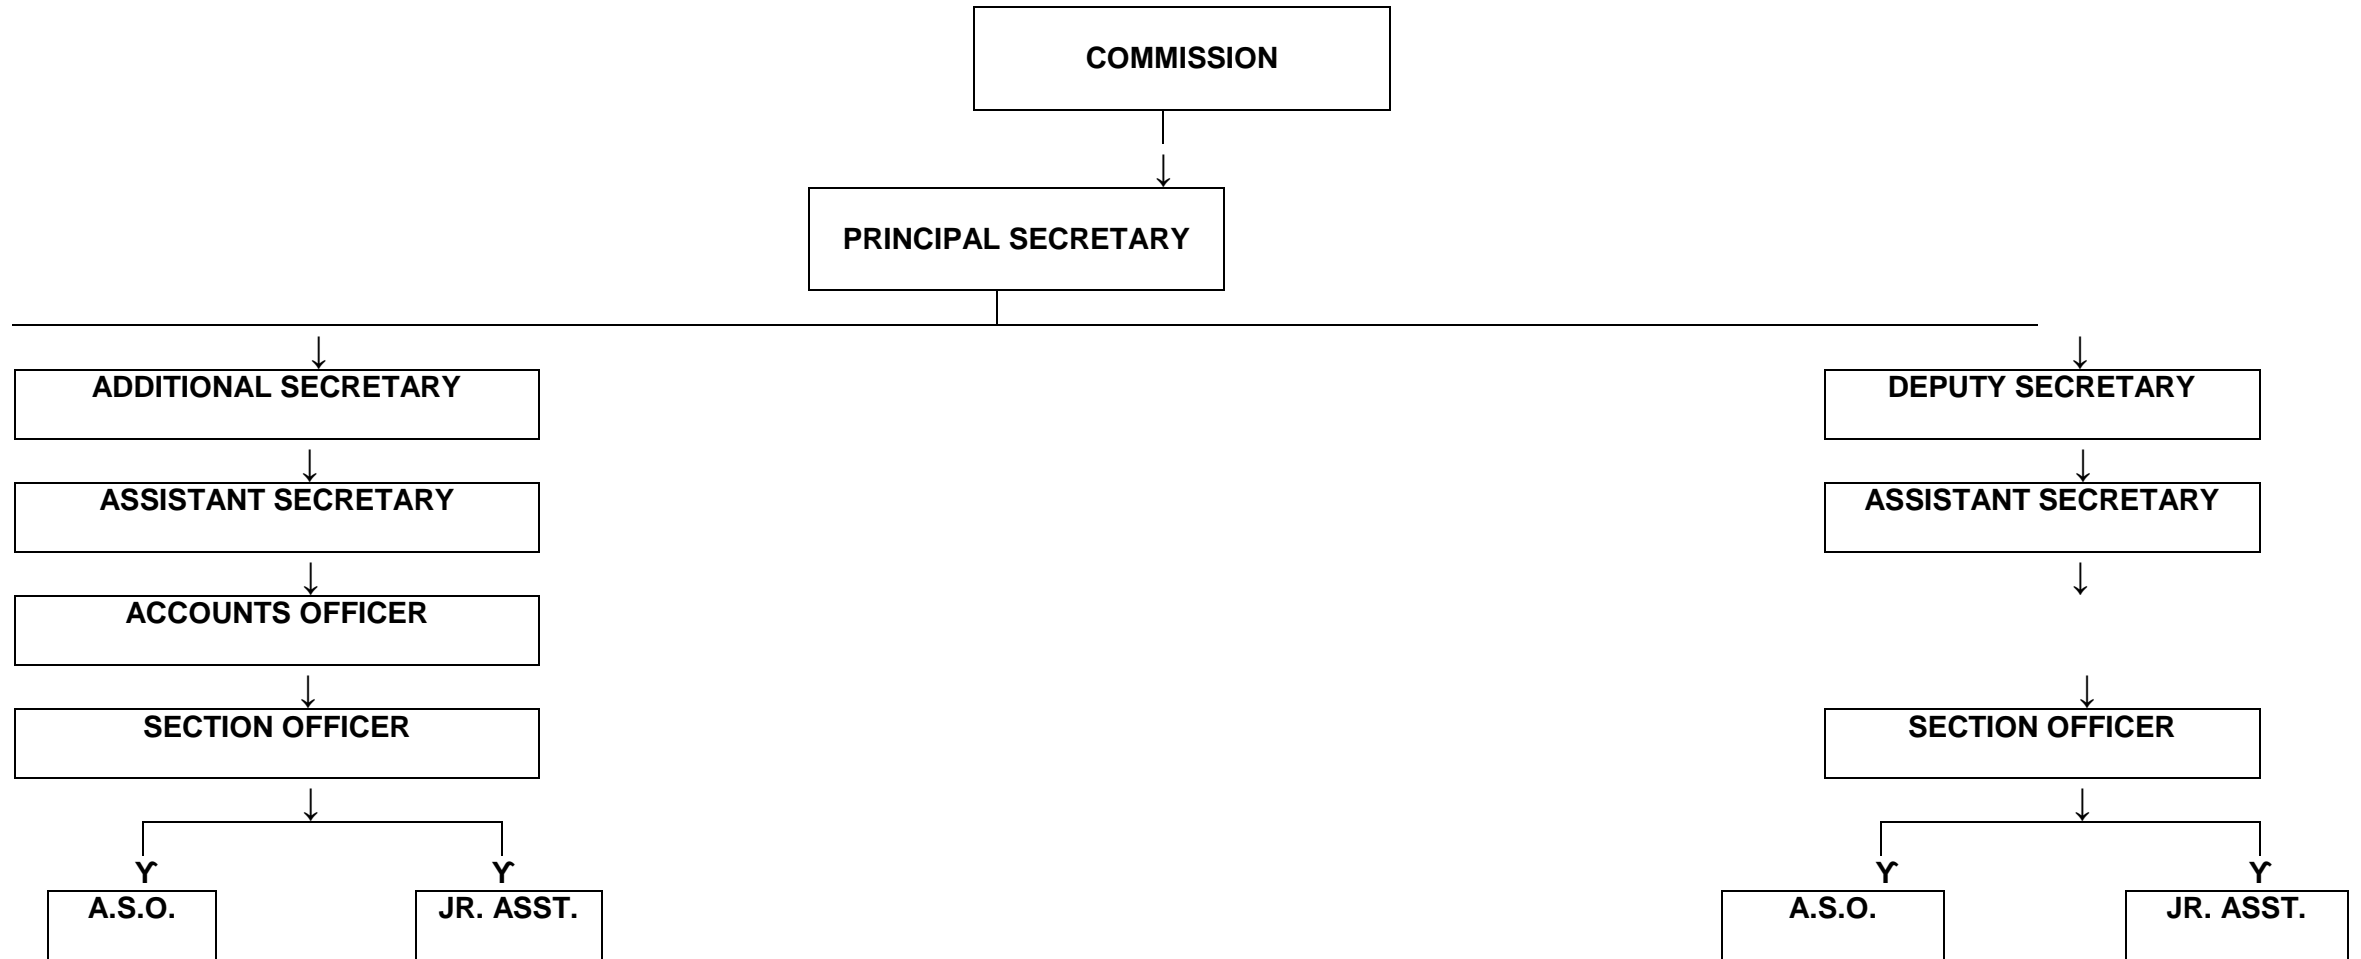 COMMISSION
PRINCIPAL SECRETARY
ADDITIONAL SECRETARY
DEPUTY SECRETARY
ASSISTANT SECRETARY
ASSISTANT SECRETARY
ACCOUNTS OFFICER
SECTION OFFICER
SECTION OFFICER
A.S.O.
JR. ASST.
A.S.O.
JR. ASST.